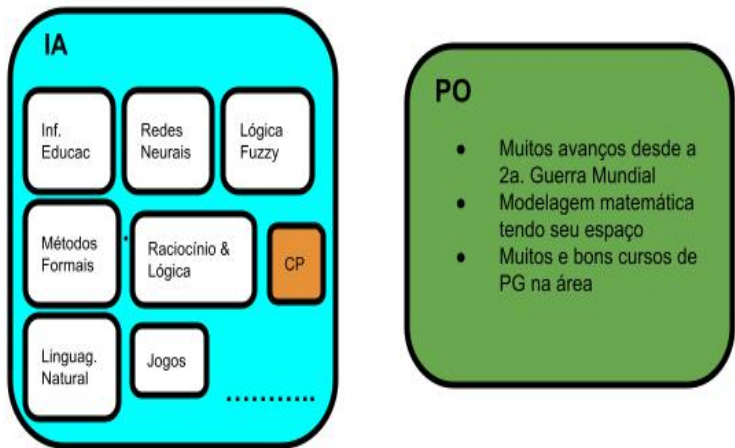 IA
Inf.
Educac
Redes
Neurais
Lógica
Fuzzy
Métodos
Formais
Raciocínio &
Lógica
CP
Linguag.
Natural
Jogos
............
PO
● Muitos avanços desde a
2a. Guerra Mundial
● Modelagem matemática
tendo seu espaço
● Muitos e bons cursos de
PG na área